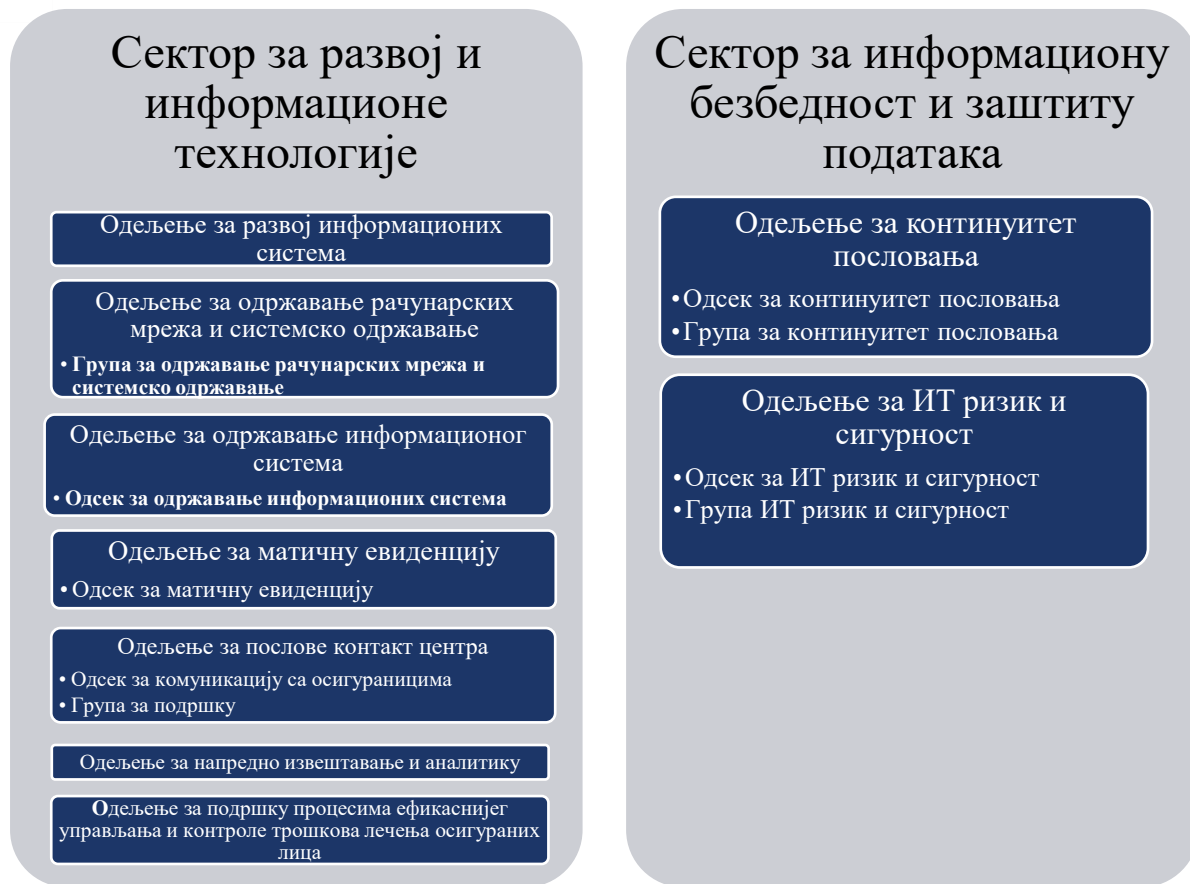 Сектор за развој и
информационе
технологије
Одељење за развој информационих
система
Одељење за одржавање рачунарских
мрежа и системско одржавање
• Група за одржавање рачунарских мрежа и
системско одржавање
Одељење за одржавање информационог
система
• Одсек за одржавање информационих система
Одељење за матичну евиденцију
• Одсек за матичну евиденцију
Одељење за послове контакт центра
• Одсек за комуникацију са осигураницима
• Група за подршку
Одељење за напредно извештавање и аналитику
Одељење за подршку процесима ефикаснијег
управљања и контроле трошкова лечења осигураних
лица
Сектор за информациону
безбедност и заштиту
података
Одељење за континуитет
пословања
•Одсек за континуитет пословања
•Група за континуитет пословања
Одељење за ИТ ризик и
сигурност
•Одсек за ИТ ризик и сигурност
•Група ИТ ризик и сигурност